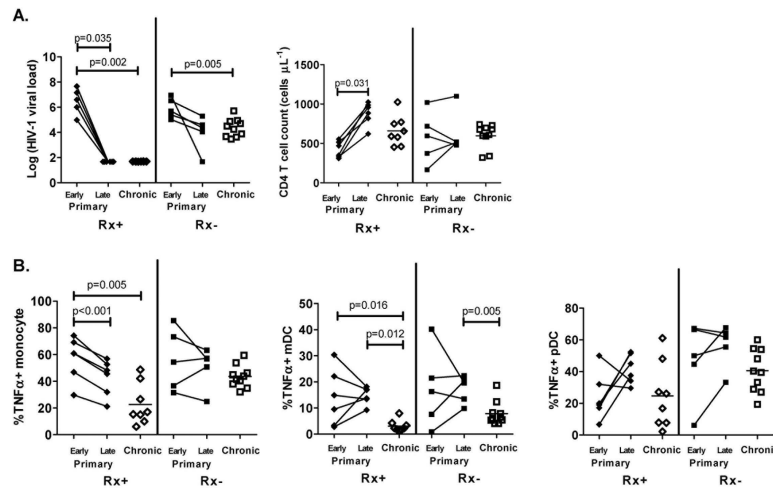 A.
p=0.035
p=0.002
p=0.005
Log (HIV-1 viral load)
10
8
6
4
2
0
Early Late Chronic Early Late Chronic
Primary Primary
Rx+ Rx-
p=0.031
CD4 T cell count (cells µL⁻¹)
1500
1000
500
0
Early Late Chronic Early Late Chronic
Primary Primary
Rx+ Rx-
B.
p=0.005
p<0.001
%TNFα+ monocyte
100
80
60
40
20
0
Early Late Chronic Early Late Chronic
Primary Primary
Rx+ Rx-
p=0.016
p=0.012
p=0.005
%TNFα+ mDC
50
40
30
20
10
0
Early Late Chronic Early Late Chronic
Primary Primary
Rx+ Rx-
%TNFα+ pDC
80
60
40
20
0
Early Late Chronic Early Late Chronic
Primary Primary
Rx+ Rx-